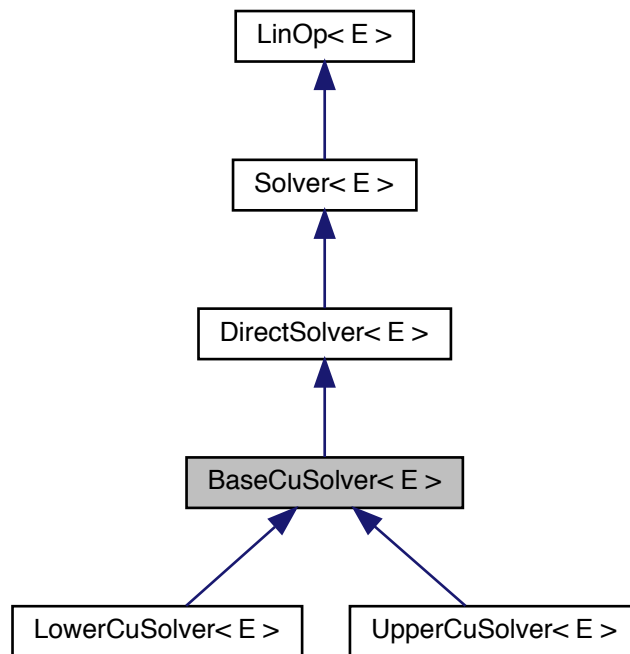 LinOp< E >
Solver< E >
DirectSolver< E >
BaseCuSolver< E >
LowerCuSolver< E >
UpperCuSolver< E >